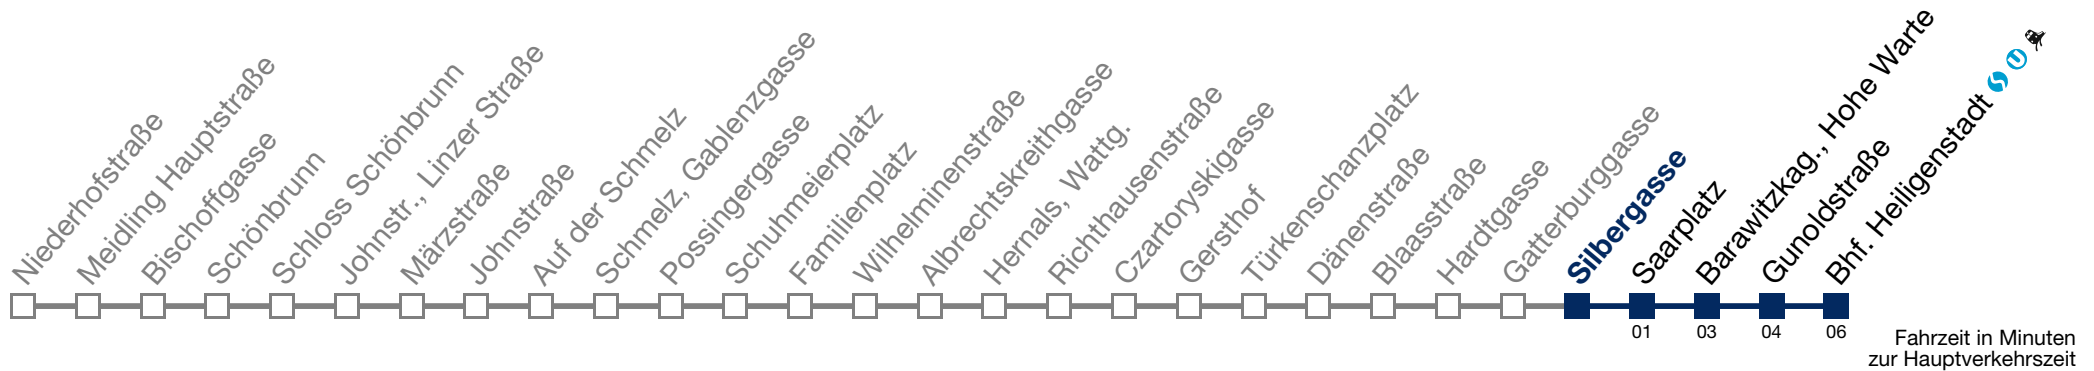 Niederhofstraße
Meidling Hauptstraße
Bischoffgasse
Schönbrunn
Schloss Schönbrunn
Johnstr., Linzer Straße
Märzstraße
Johnstraße
Auf der Schmelz
Schmelz, Gablenzgasse
Possingergasse
Schuhmeierplatz
Familienplatz
Wilhelminenstraße
Albrechtskreithgasse
Hernals, Wattg.
Richthausenstraße
Czartoryskigasse
Gersthof
Türkenschanzplatz
Dänenstraße
Blaasstraße
Hardtgasse
Gatterburggasse
Silbergasse
Saarplatz
Barawitzkag., Hohe Warte
Gunoldstraße
Bhf. Heiligenstadt S U
01
03
04
06
Fahrzeit in Minuten
zur Hauptverkehrszeit